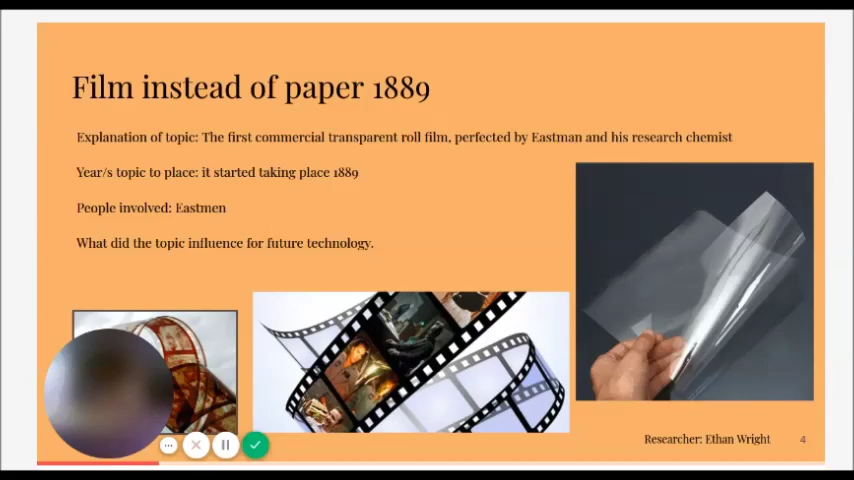 Film instead of paper 1889
Explanation of topic: The first commercial transparent roll film, perfected by Eastman and his research chemist
Year/s topic to place: it started taking place 1889
People involved: Eastmen
What did the topic influence for future technology.
Researcher: Ethan Wright
4